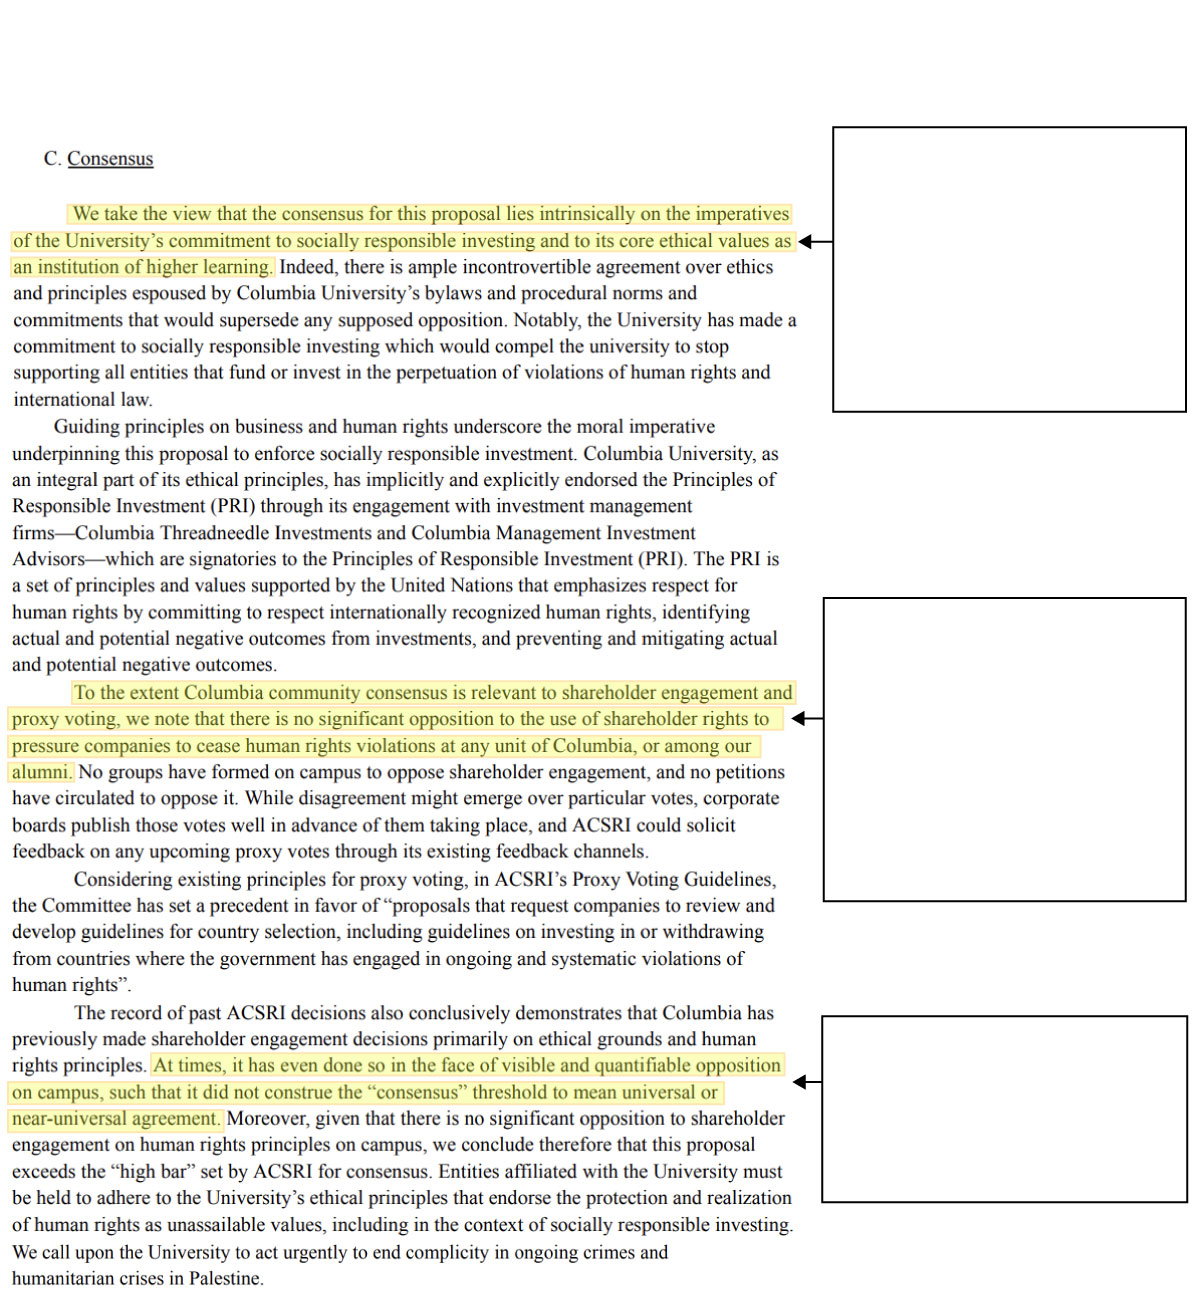 C. Consensus
We take the view that the consensus for this proposal lies intrinsically on the imperatives
of the University’s commitment to socially responsible investing and to its core ethical values as
an institution of higher learning. Indeed, there is ample incontrovertible agreement over ethics
and principles espoused by Columbia University’s bylaws and procedural norms and
commitments that would supersede any supposed opposition. Notably, the University has made a
commitment to socially responsible investing which would compel the university to stop
supporting all entities that fund or invest in the perpetuation of violations of human rights and
international law.
Guiding principles on business and human rights underscore the moral imperative
underpinning this proposal to enforce socially responsible investment. Columbia University, as
an integral part of its ethical principles, has implicitly and explicitly endorsed the Principles of
Responsible Investment (PRI) through its engagement with investment management
firms—Columbia Threadneedle Investments and Columbia Management Investment
Advisors—which are signatories to the Principles of Responsible Investment (PRI). The PRI is
a set of principles and values supported by the United Nations that emphasizes respect for
human rights by committing to respect internationally recognized human rights, identifying
actual and potential negative outcomes from investments, and preventing and mitigating actual
and potential negative outcomes.
To the extent Columbia community consensus is relevant to shareholder engagement and
proxy voting, we note that there is no significant opposition to the use of shareholder rights to
pressure companies to cease human rights violations at any unit of Columbia, or among our
alumni. No groups have formed on campus to oppose shareholder engagement, and no petitions
have circulated to oppose it. While disagreement might emerge over particular votes, corporate
boards publish those votes well in advance of them taking place, and ACSRI could solicit
feedback on any upcoming proxy votes through its existing feedback channels.
Considering existing principles for proxy voting, in ACSRI’s Proxy Voting Guidelines,
the Committee has set a precedent in favor of “proposals that request companies to review and
develop guidelines for country selection, including guidelines on investing in or withdrawing
from countries where the government has engaged in ongoing and systematic violations of
human rights”.
The record of past ACSRI decisions also conclusively demonstrates that Columbia has
previously made shareholder engagement decisions primarily on ethical grounds and human
rights principles. At times, it has even done so in the face of visible and quantifiable opposition
on campus, such that it did not construe the “consensus” threshold to mean universal or
near-universal agreement. Moreover, given that there is no significant opposition to shareholder
engagement on human rights principles on campus, we conclude therefore that this proposal
exceeds the “high bar” set by ACSRI for consensus. Entities affiliated with the University must
be held to adhere to the University’s ethical principles that endorse the protection and realization
of human rights as unassailable values, including in the context of socially responsible investing.
We call upon the University to act urgently to end complicity in ongoing crimes and
humanitarian crises in Palestine.